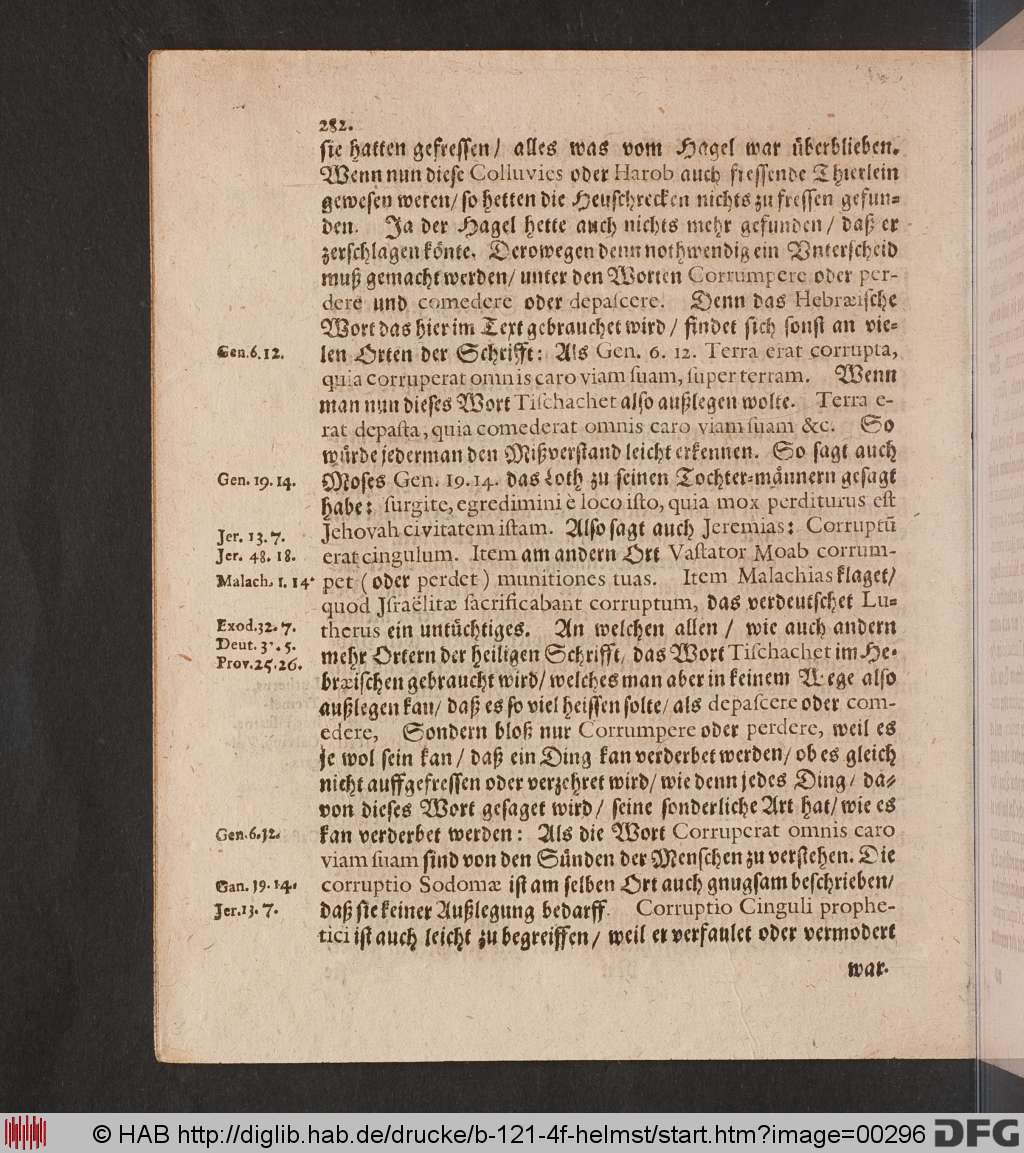 282.
sie hatten gefressen/ alles was vom Hagel war überblieben.
Wenn nun diese Colluvies oder Harob auch fressende Thierlein
gewesen weren/ so hetten die Heuschrecken nichts zu fressen gefun=
den. Ja der Hagel hette auch nichts mehr gefunden/ daß er
zerschlagen könte. Derowegen denn nothwendig ein Vnterscheid
muß gemacht werden/ unter den Worten Corrumpere oder per-
dere und comedere oder depaſcere. Denn das Hebræische
Wort das hier im Text gebrauchet wird/ findet sich sonst an vie=
Gen.6.12. len Orten der Schrifft: Als Gen. 6. 12. Terra erat corrupta,
quia corruperat omnis caro viam ſuam, ſuper terram. Wenn
man nun dieses Wort Tiſchachet also außlegen wolte. Terra e-
rat depaſta, quia comederat omnis caro viam ſuam &c. So
würde jederman den Mißverstand leicht erkennen. So sagt auch
Gen. 19. 14. Moses Gen. 19. 14. das Loth zu seinen Tochter=männern gesagt
habe: ſurgite, egredimini è loco iſto, quia mox perditurus eſt
Jer. 13. 7. Jehovah civitatem iſtam. Also sagt auch Jeremias: Corruptū
Jer. 48. 18. erat cingulum. Item am andern Ort Vaſtator Moab corrum-
Malach. 1. 14. pet (oder perdet) munitiones tuas. Item Malachias klaget/
quod Jſraëlitæ ſacrificabant corruptum, das verdeutschet Lu=
Exod.32. 7. therus ein untüchtiges. An welchen allen/ wie auch andern
Deut. 31. 5.
Prov.25.26. mehr Ortern der heiligen Schrifft/ das Wort Tiſchachet im He=
bræischen gebraucht wird/ welches man aber in keinem Wege also
außlegen kan/ daß es so viel heissen solte/ als depaſcere oder com-
edere, Sondern bloß nur Corrumpere oder perdere, weil es
je wol sein kan/ daß ein Ding kan verderbet werden/ ob es gleich
nicht auffgefressen oder verzehret wird/ wie denn jedes Ding/ da=
von dieses Wort gesaget wird/ seine sonderliche Art hat/ wie es
Gen.6.12. kan verderbet werden: Als die Wort Corruperat omnis caro
viam ſuam sind von den Sünden der Menschen zu verstehen. Die
Gan. 19. 14. corruptio Sodomæ ist am selben Ort auch gnugsam beschrieben/
Jer.13. 7. daß sie keiner Außlegung bedarff. Corruptio Cinguli prophe-
tici ist auch leicht zu begreiffen/ weil er verfaulet oder vermodert
war.
© HAB http://diglib.hab.de/drucke/b-121-4f-helmst/start.htm?image=00296 DFG